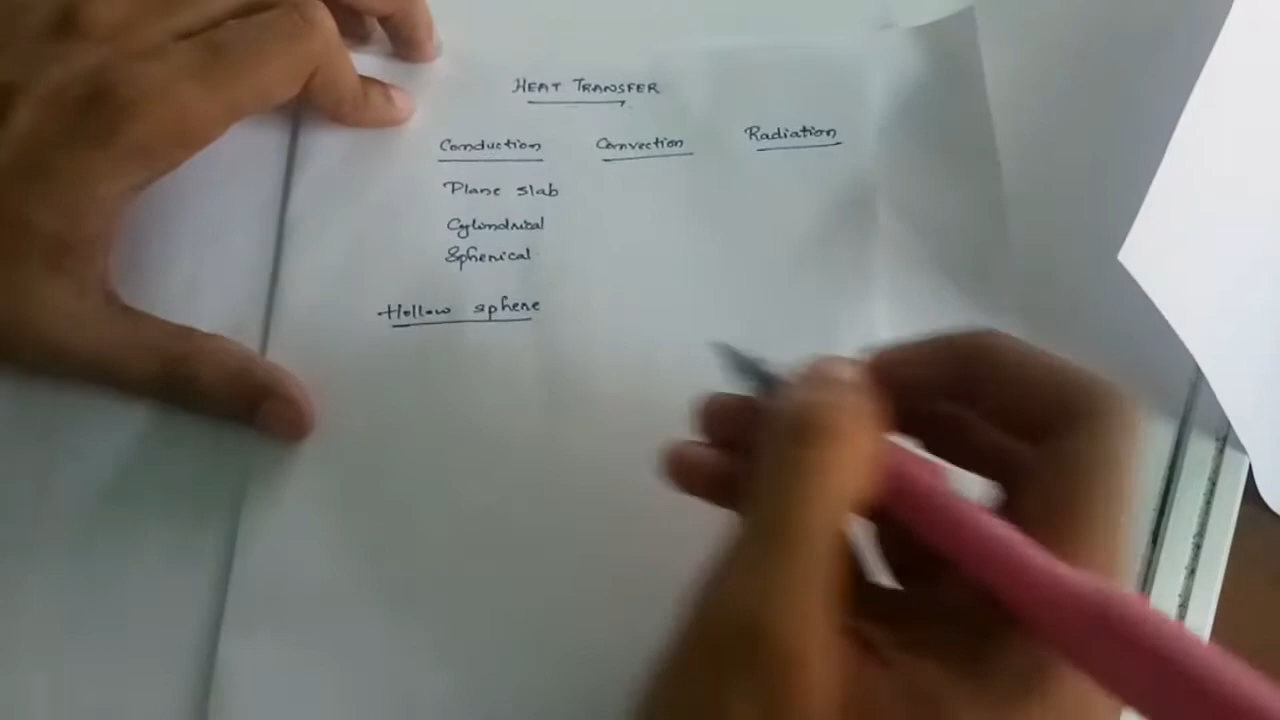 HEAT TRANSFER
Conduction Convection Radiation
Plane slab
Cylindrical
Spherical
Hollow sphere